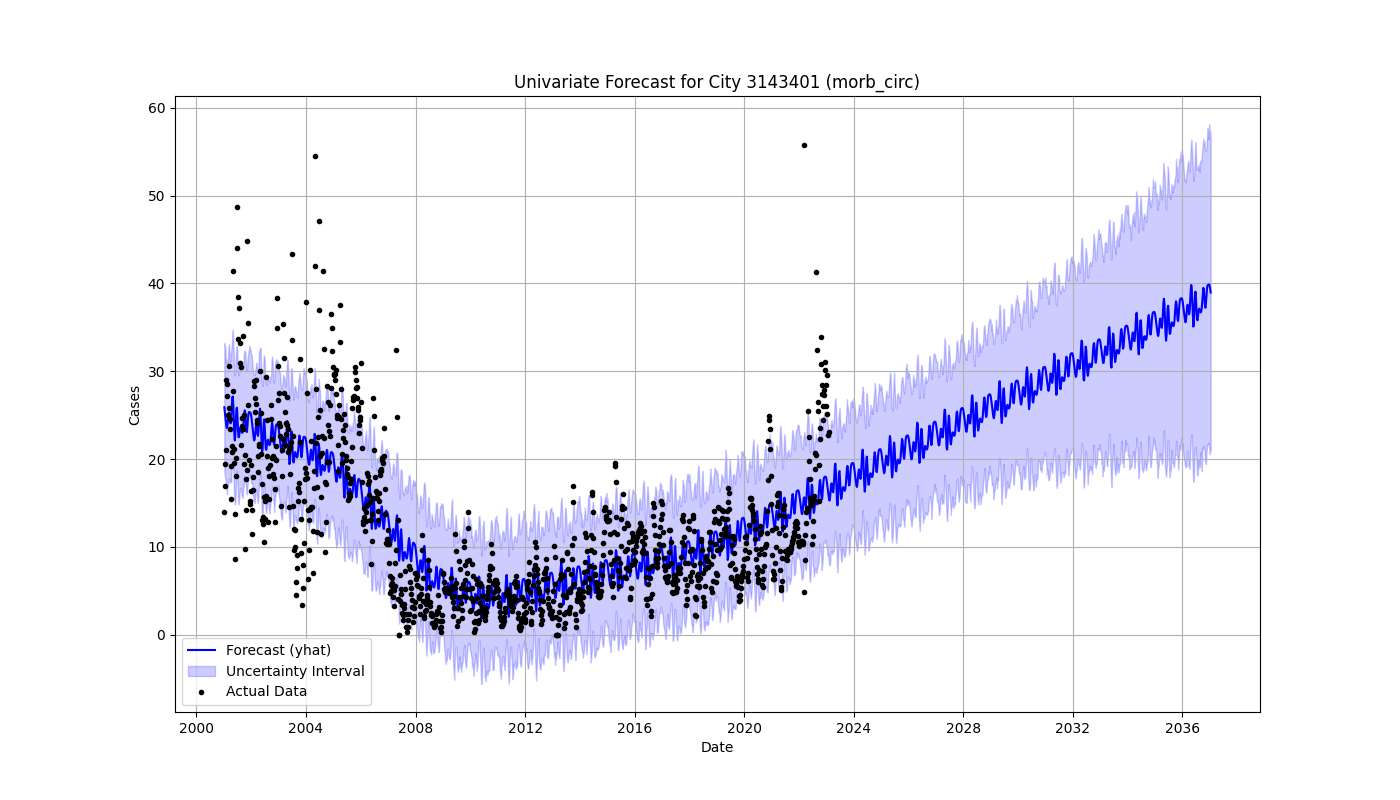 Univariate Forecast for City 3143401 (morb_circ)
60
50
40
30
20
10
0
Cases
Forecast (yhat)
Uncertainty Interval
Actual Data
2000 2004 2008 2012 2016 2020 2024 2028 2032 2036
Date